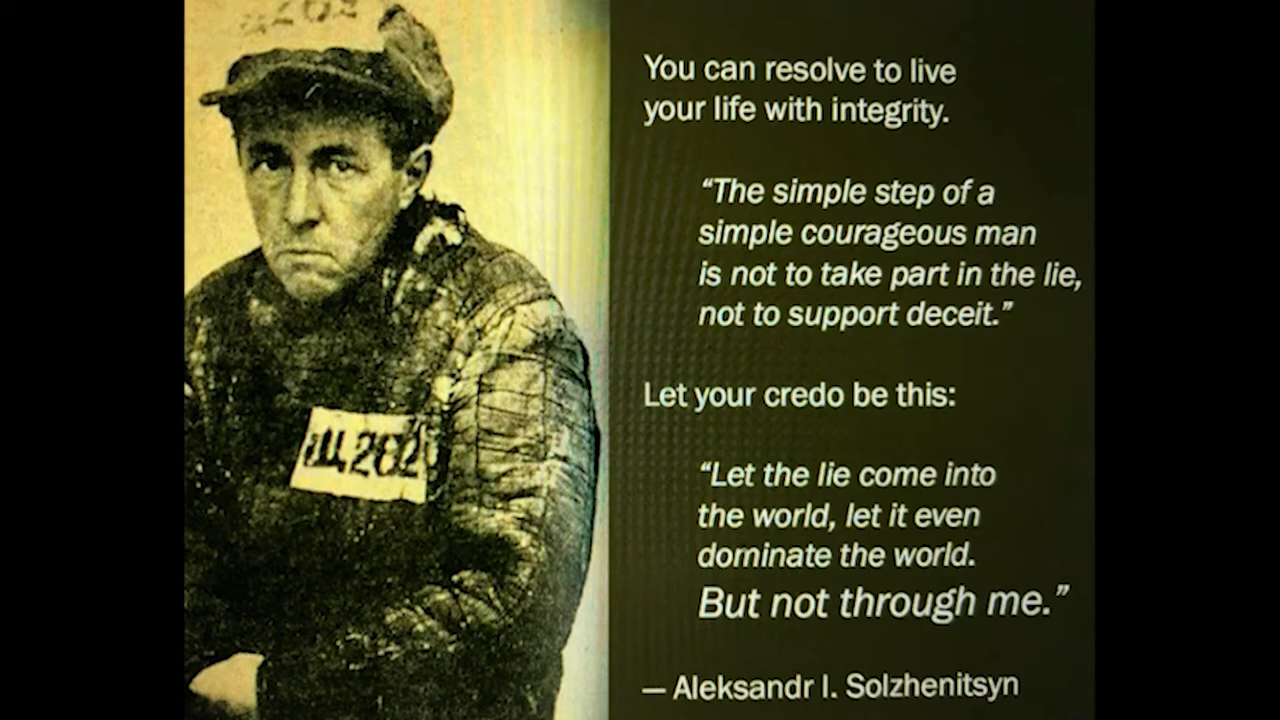 You can resolve to live
your life with integrity.
“The simple step of a
simple courageous man
is not to take part in the lie,
not to support deceit.”
Let your credo be this:
“Let the lie come into
the world, let it even
dominate the world.
But not through me.”
— Aleksandr I. Solzhenitsyn